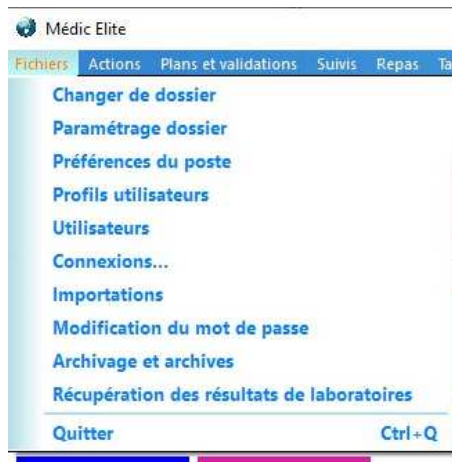 Médic Elite
Fichiers Actions Plans et validations Suivis Repas Ta
Changer de dossier
Paramétrage dossier
Préférences du poste
Profils utilisateurs
Utilisateurs
Connexions...
Importations
Modification du mot de passe
Archivage et archives
Récupération des résultats de laboratoires
Quitter Ctrl+Q